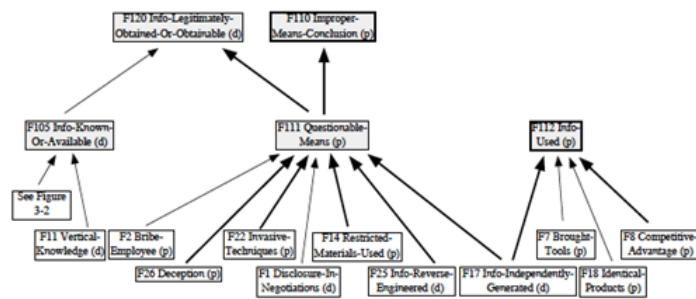 F120 Info-Legitimately-
Obtained-Or-Obtainable (d)
F110 Improper-
Means-Conclusion (p)
F105 Info-Known-
Or-Available (d)
F111 Questionable-
Means (p)
F112 Info-
Used (p)
See Figure
3-2
F11 Vertical-
Knowledge (d)
F2 Bribe-
Employee (p)
F26 Deception (p)
F22 Invasive-
Techniques (p)
F1 Disclosure-In-
Negotiations (d)
F14 Restricted-
Materials-Used (p)
F25 Info-Reverse-
Engineered (d)
F17 Info-Independently-
Generated (d)
F7 Brought-
Tools (p)
F18 Identical-
Products (p)
F8 Competitive-
Advantage (p)